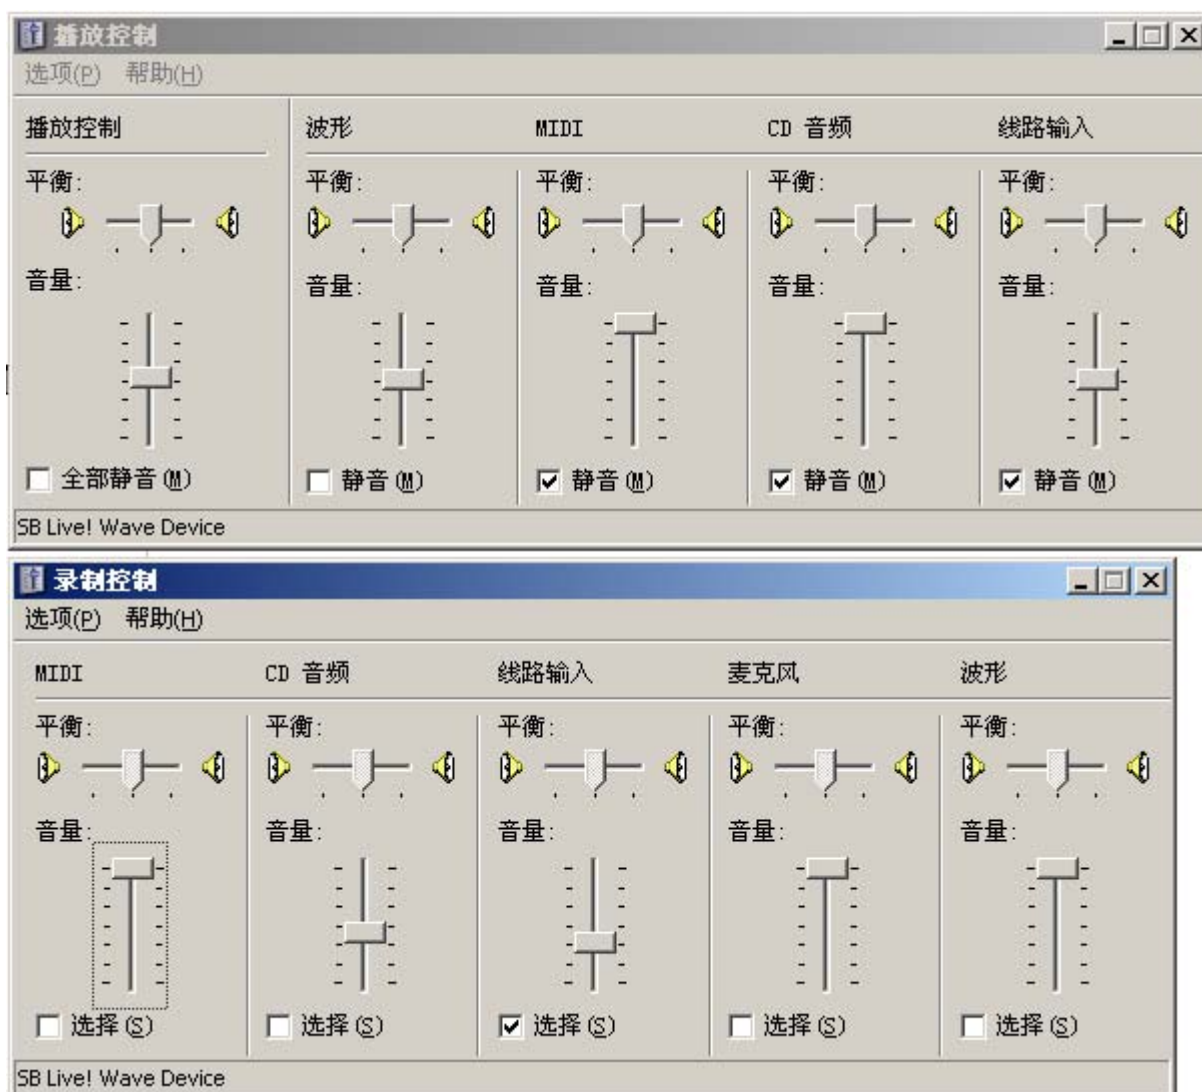 播放控制
选项(P) 帮助(H)
播放控制 波形 MIDI CD 音频 线路输入
平衡: 平衡: 平衡: 平衡: 平衡:
音量: 音量: 音量: 音量: 音量:
全部静音(M) 静音(M) 静音(M) 静音(M) 静音(M)
SB Live! Wave Device
录制控制
选项(P) 帮助(H)
MIDI CD 音频 线路输入 麦克风 波形
平衡: 平衡: 平衡: 平衡: 平衡:
音量: 音量: 音量: 音量: 音量:
选择(S) 选择(S) 选择(S) 选择(S) 选择(S)
SB Live! Wave Device